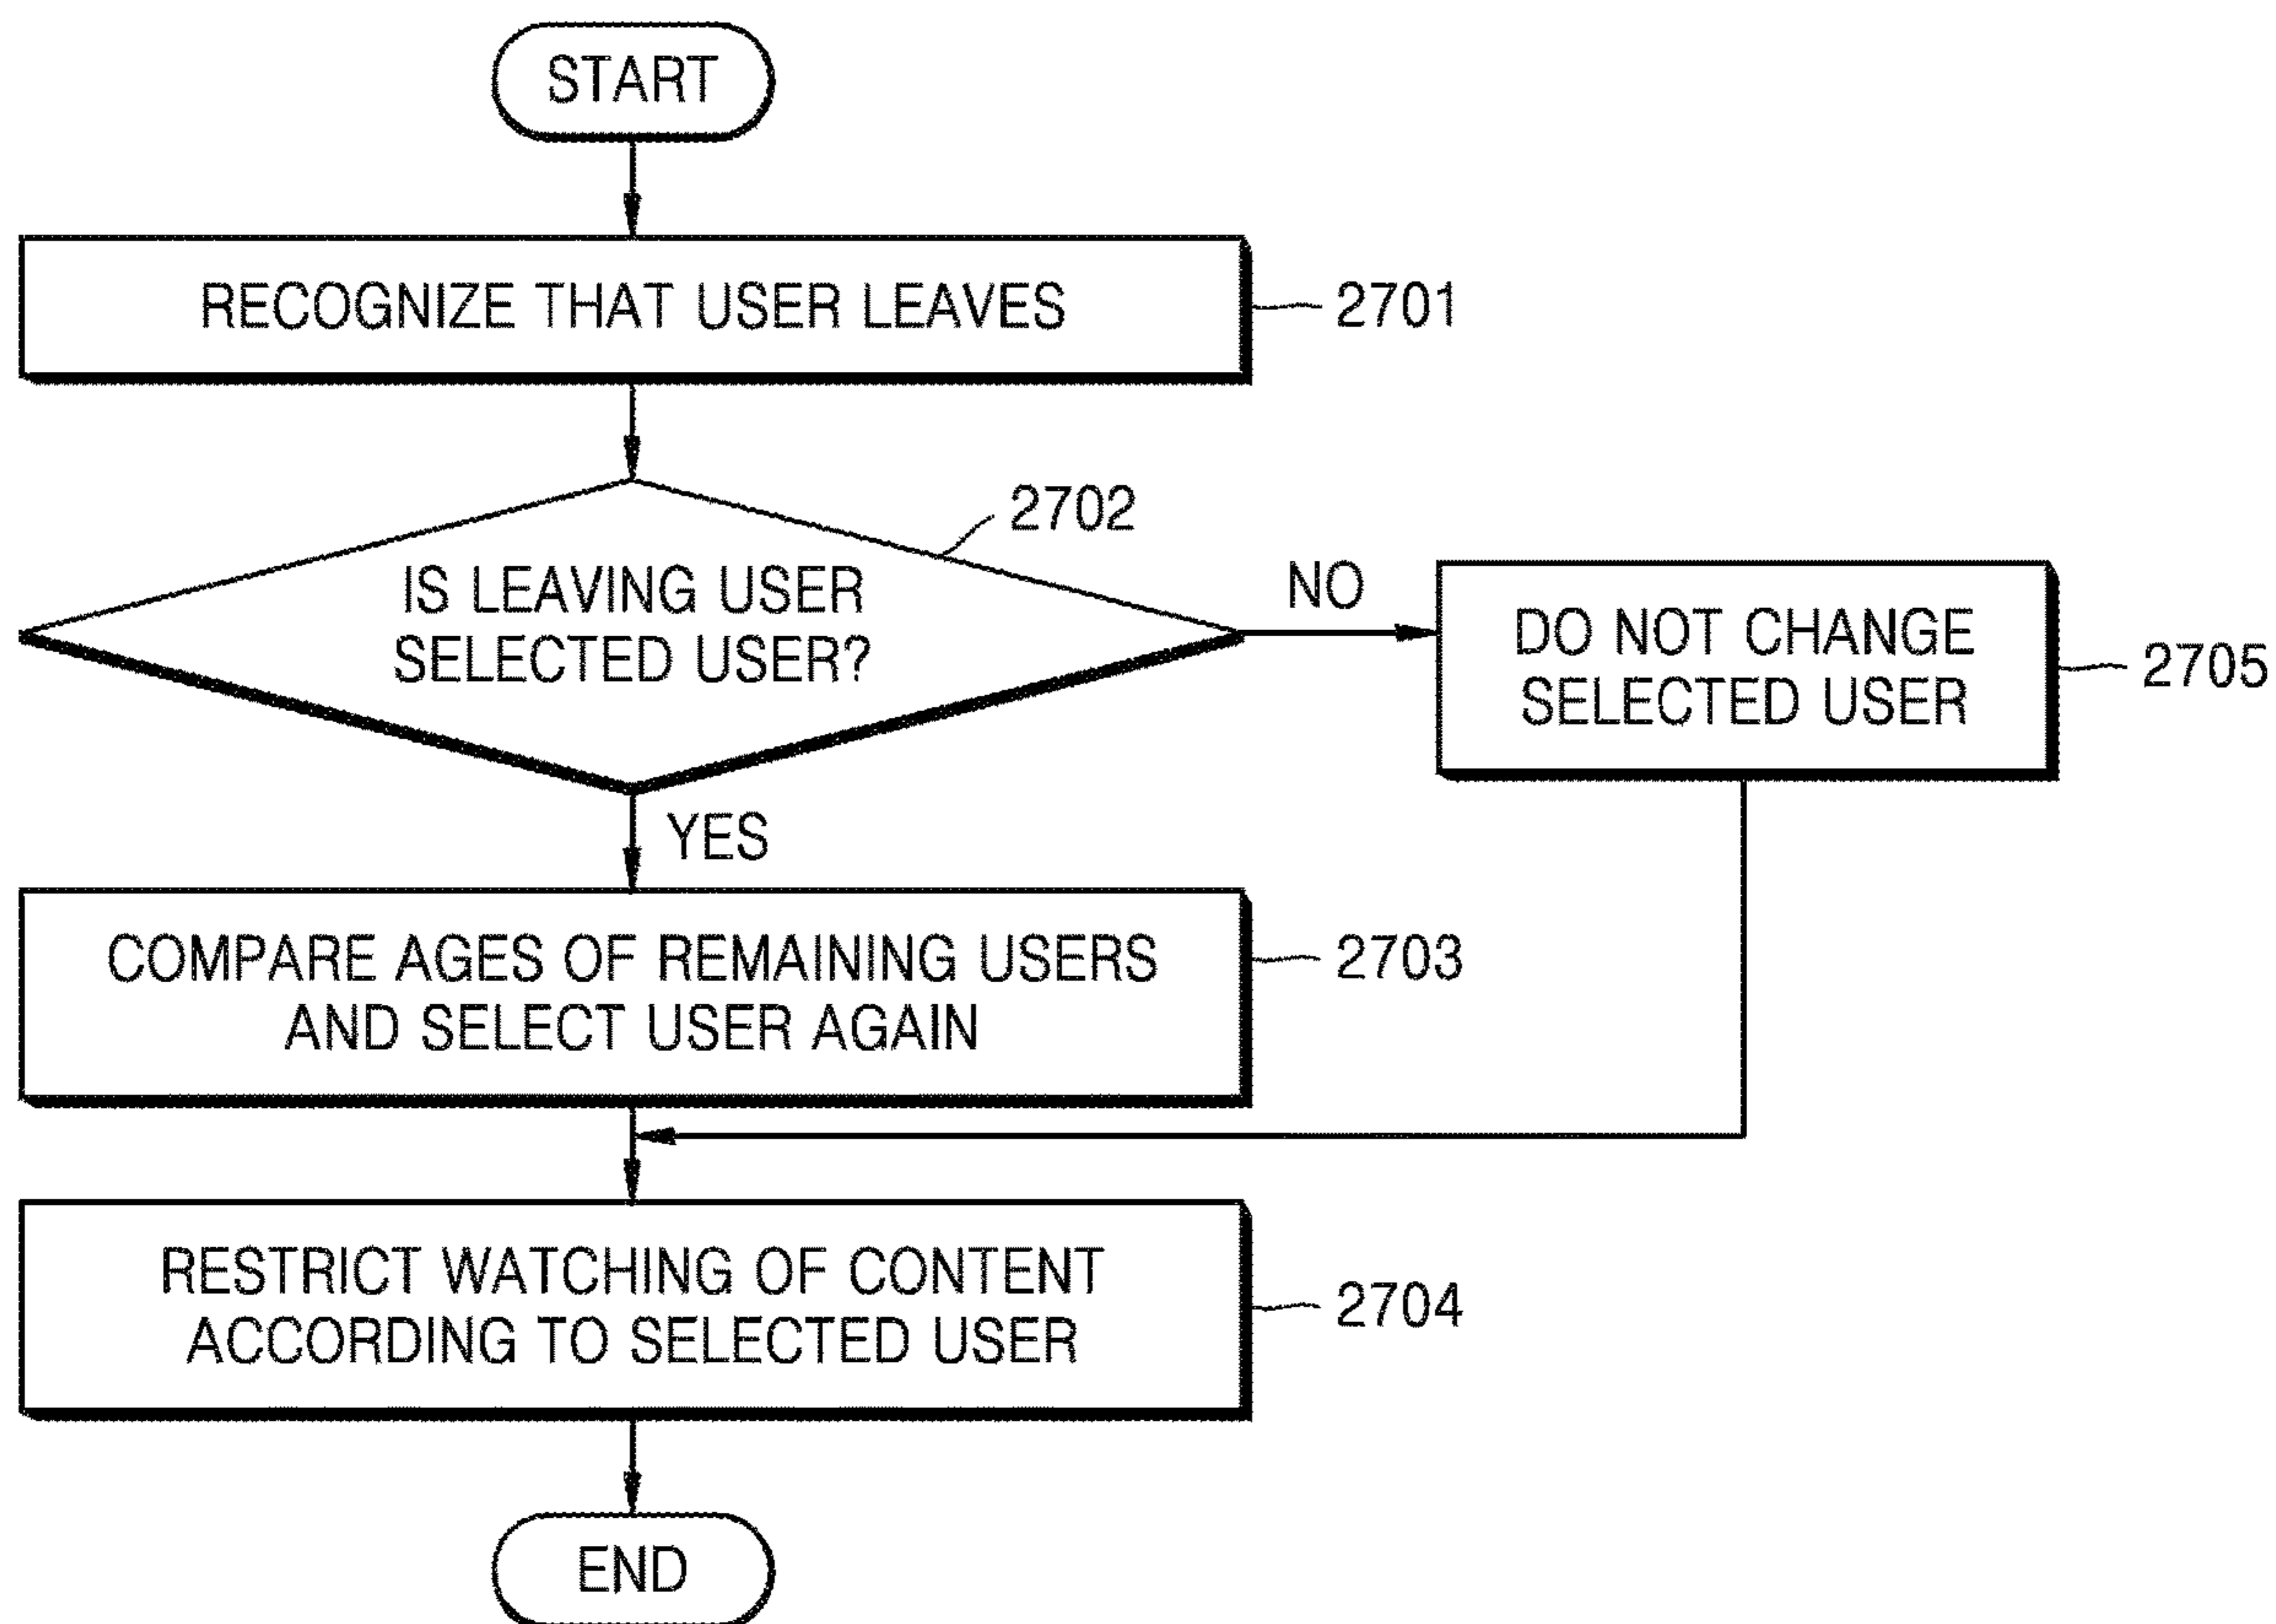 START
RECOGNIZE THAT USER LEAVES
2701
2702
IS LEAVING USER
SELECTED USER?
NO
DO NOT CHANGE
SELECTED USER
2705
YES
COMPARE AGES OF REMAINING USERS
AND SELECT USER AGAIN
2703
RESTRICT WATCHING OF CONTENT
ACCORDING TO SELECTED USER
2704
END